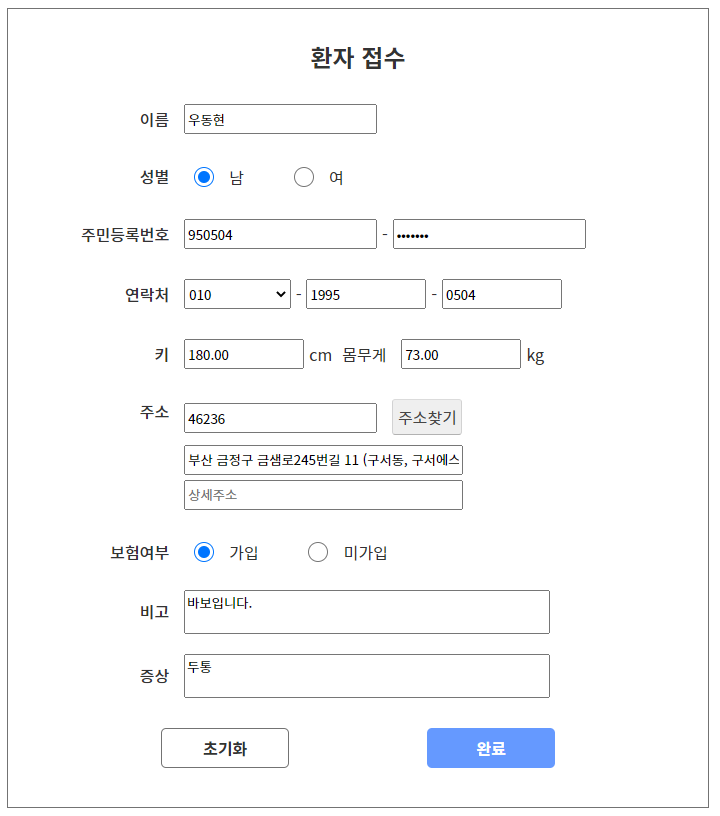 환자 접수
이름 우동현
성별 남 여
주민등록번호 950504 - •••••••
연락처 010 - 1995 - 0504
키 180.00 cm 몸무게 73.00 kg
주소 46236 주소찾기
부산 금정구 금샘로245번길 11 (구서동, 구서에스
상세주소
보험여부 가입 미가입
비고 바보입니다.
증상 두통
초기화 완료